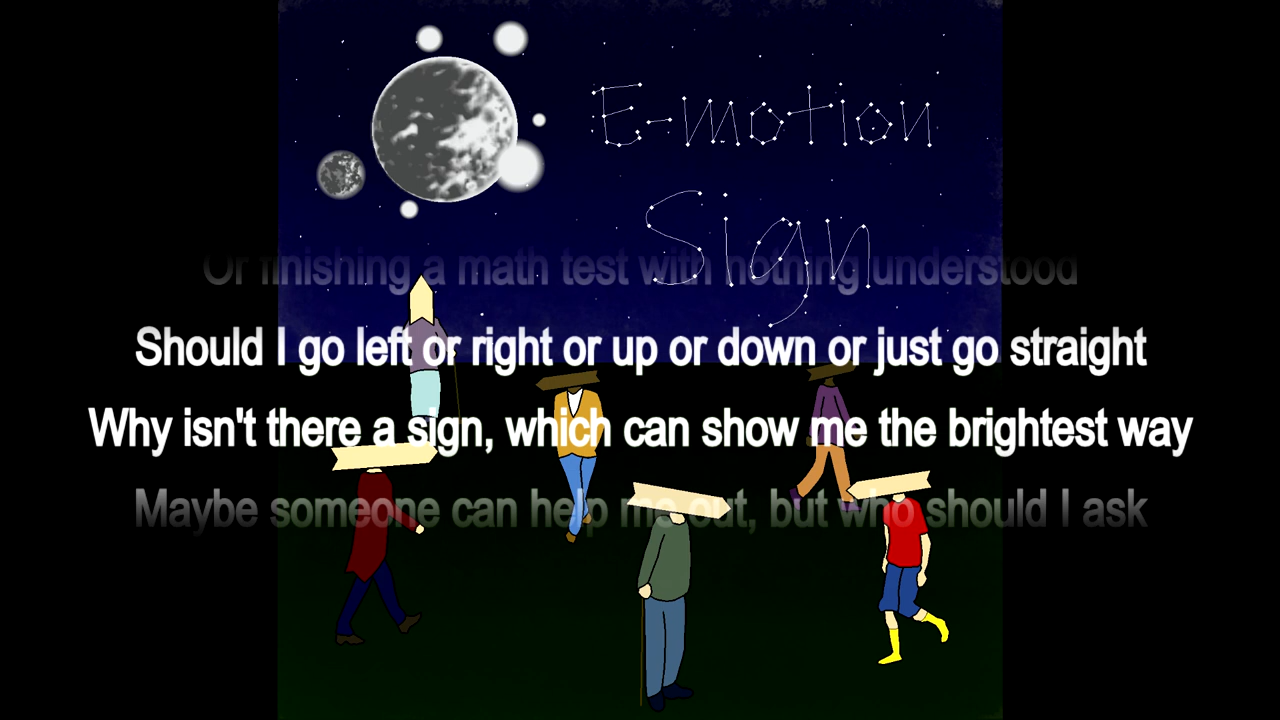 E-motion
Sign
Or finishing a math test with nothing understood
Should I go left or right or up or down or just go straight
Why isn't there a sign, which can show me the brightest way
Maybe someone can help me out, but who should I ask